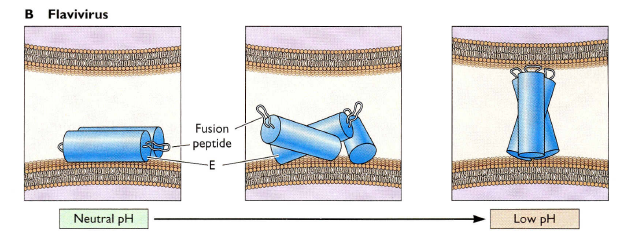 B Flavivirus
Fusion
peptide
E
Neutral pH
Low pH